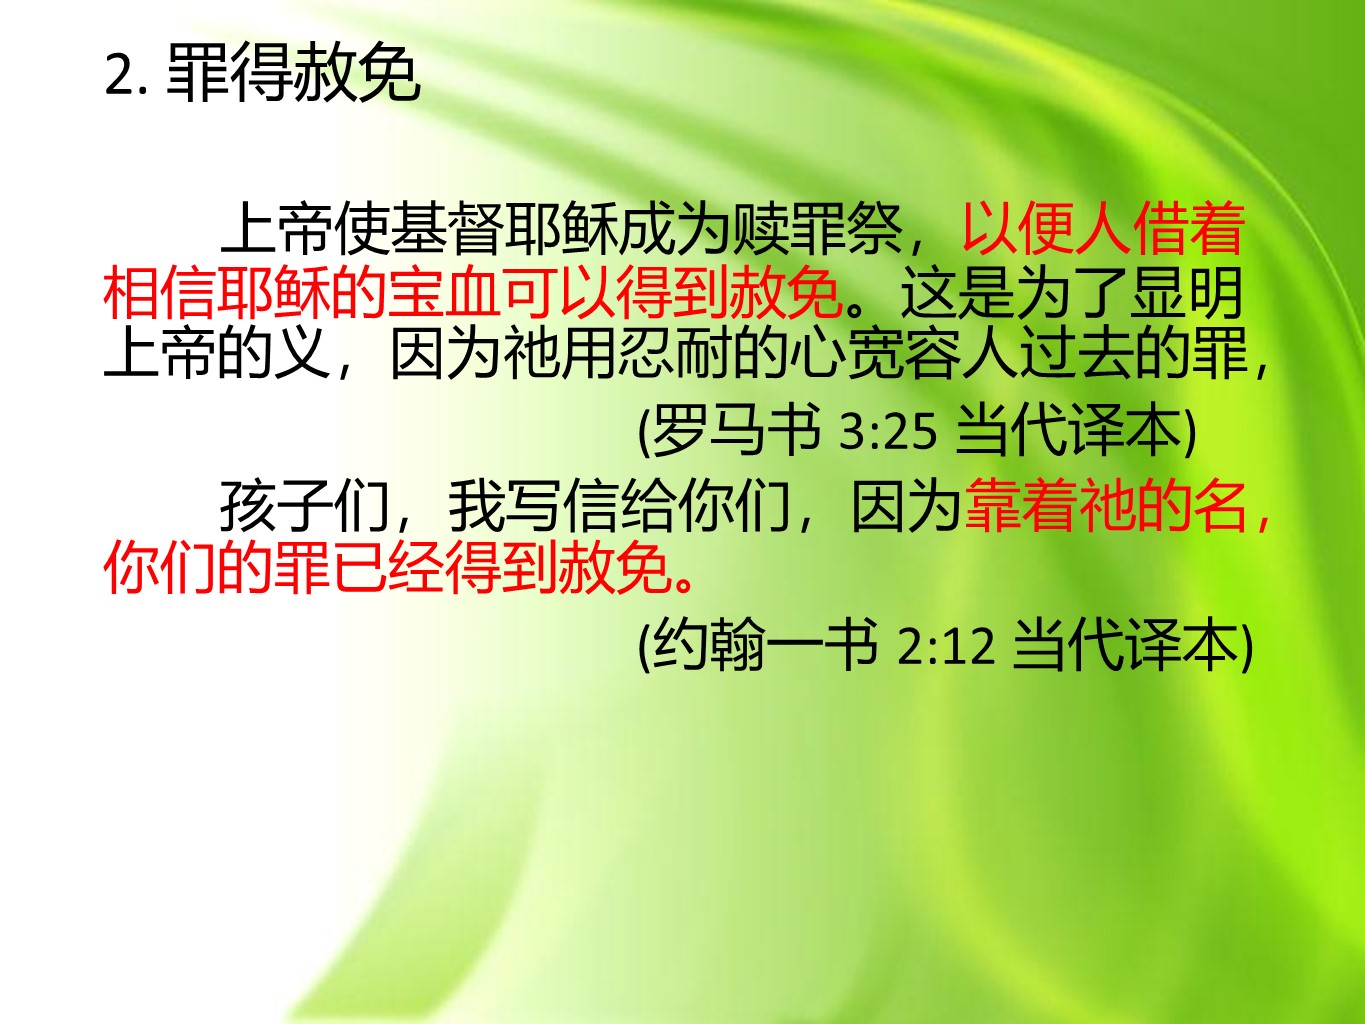 2. 罪得赦免
上帝使基督耶稣成为赎罪祭，以便人借着
相信耶稣的宝血可以得到赦免。这是为了显明
上帝的义，因为祂用忍耐的心宽容人过去的罪，
(罗马书 3:25 当代译本)
孩子们，我写信给你们，因为靠着祂的名，
你们的罪已经得到赦免。
(约翰一书 2:12 当代译本)